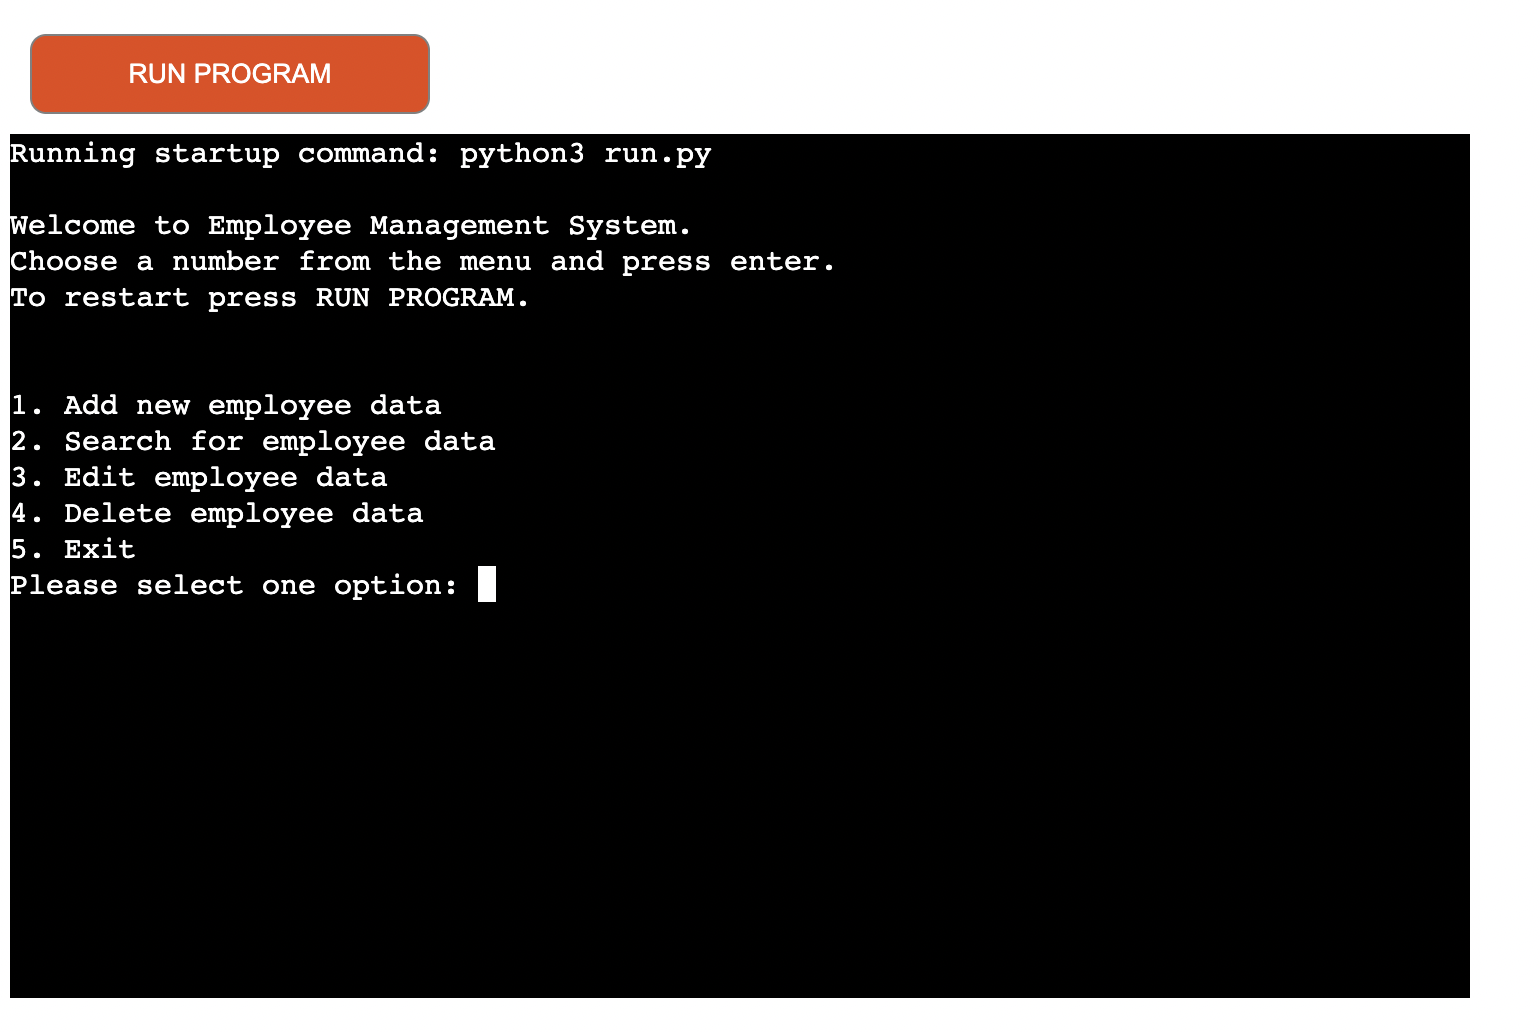 RUN PROGRAM
Running startup command: python3 run.py
Welcome to Employee Management System.
Choose a number from the menu and press enter.
To restart press RUN PROGRAM.
1. Add new employee data
2. Search for employee data
3. Edit employee data
4. Delete employee data
5. Exit
Please select one option: